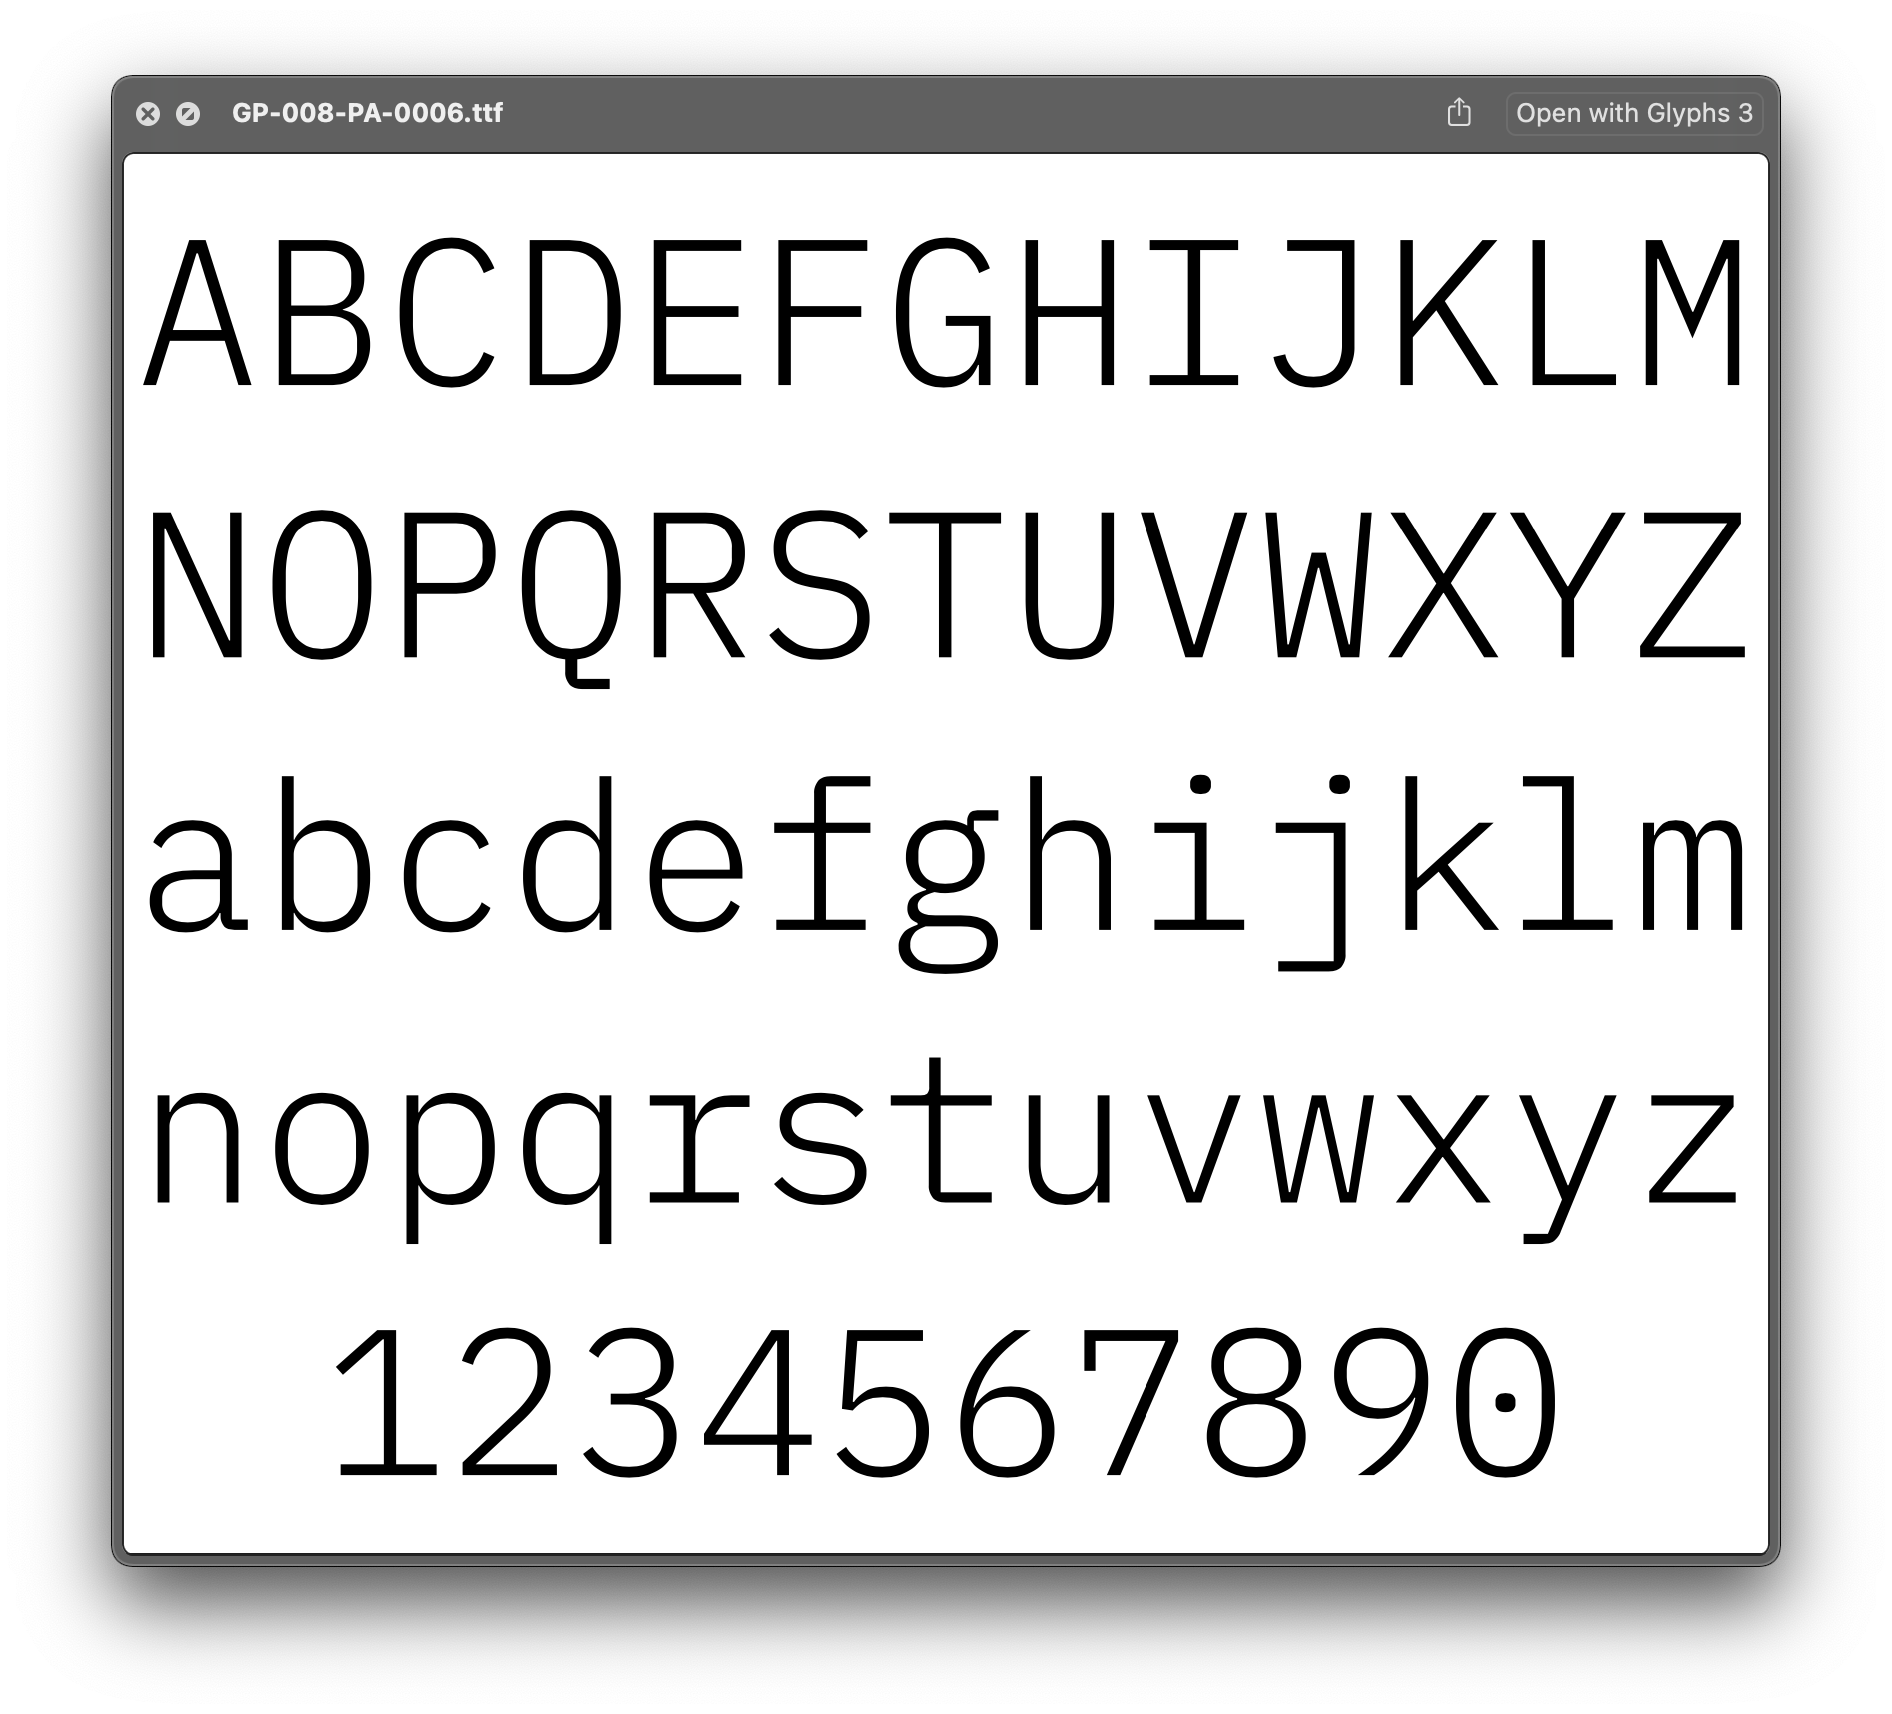 GP-008-PA-0006.ttf
Open with Glyphs 3
ABCDEFGHIJKLM
NOPQRSTUVWXYZ
abcdefghijklm
nopqrstuvwxyz
1234567890